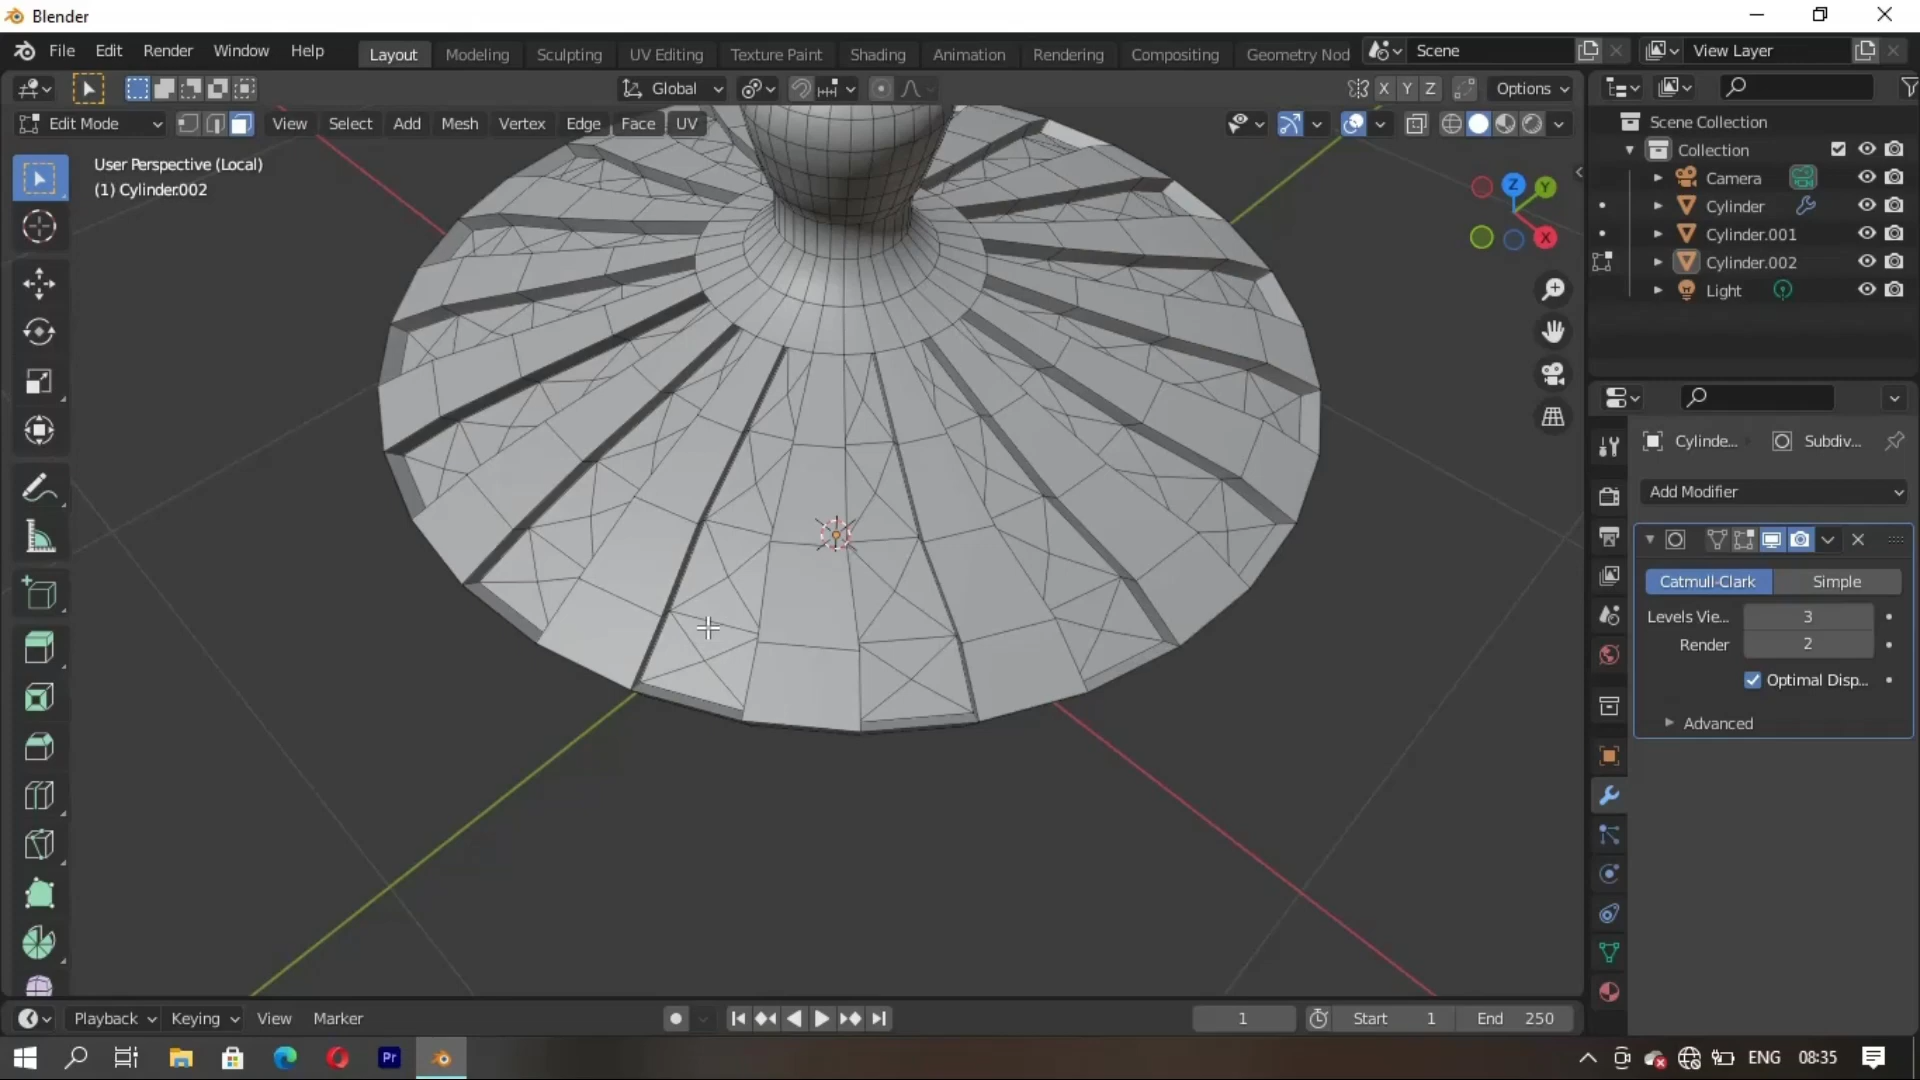 Blender
File Edit Render Window Help Layout Modeling Sculpting UV Editing Texture Paint Shading Animation Rendering Compositing Geometry Nod Scene View Layer
Global X Y Z Options
Edit Mode View Select Add Mesh Vertex Edge Face UV
User Perspective (Local)
(1) Cylinder.002
Z Y X
Scene Collection
Collection
Camera
Cylinder
Cylinder.001
Cylinder.002
Light
Cylinde... Subdiv...
Add Modifier
Catmull-Clark Simple
Levels Vie... 3
Render 2
Optimal Disp...
Advanced
Playback Keying View Marker 1 Start 1 End 250
Pr ENG 08:35